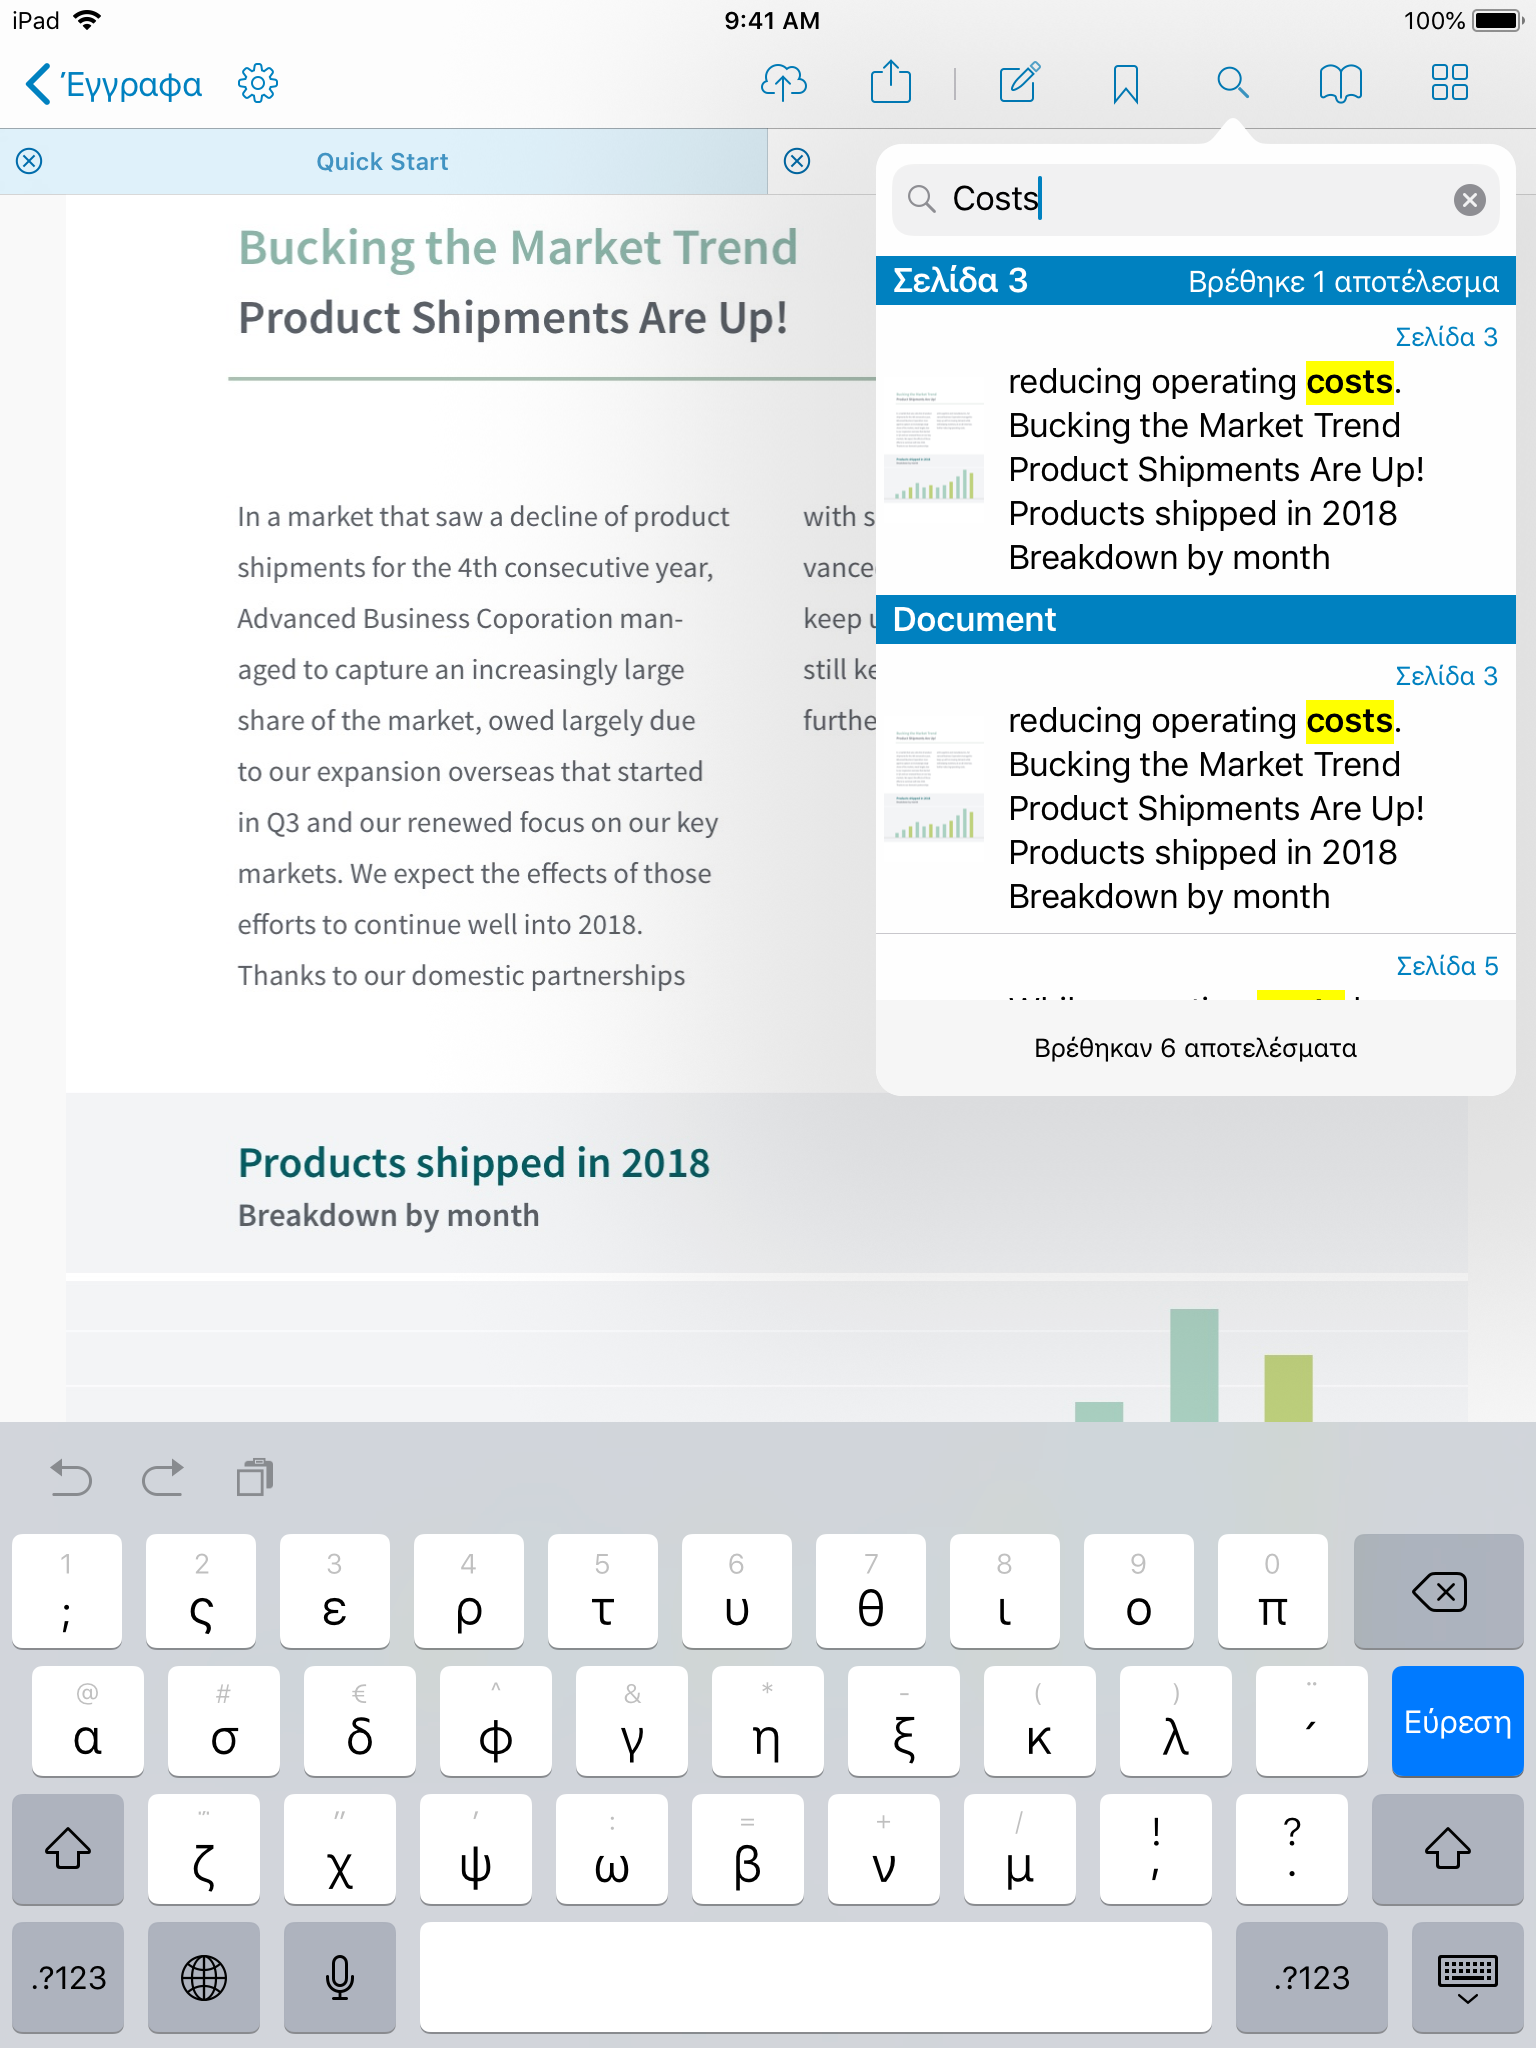 iPad
9:41 AM
100%
Έγγραφα
Quick Start
Costs
Σελίδα 3 Βρέθηκε 1 αποτέλεσμα
Σελίδα 3
reducing operating costs.
Bucking the Market Trend
Product Shipments Are Up!
Products shipped in 2018
Breakdown by month
Document
Σελίδα 3
reducing operating costs.
Bucking the Market Trend
Product Shipments Are Up!
Products shipped in 2018
Breakdown by month
Σελίδα 5
Βρέθηκαν 6 αποτελέσματα
Bucking the Market Trend
Product Shipments Are Up!
In a market that saw a decline of product
shipments for the 4th consecutive year,
Advanced Business Coporation man-
aged to capture an increasingly large
share of the market, owed largely due
to our expansion overseas that started
in Q3 and our renewed focus on our key
markets. We expect the effects of those
efforts to continue well into 2018.
Thanks to our domestic partnerships
with s
vance
keep
still ke
furthe
Products shipped in 2018
Breakdown by month
1 2 3 4 5 6 7 8 9 0
; ς ε ρ τ υ θ ι ο π
@ # € ^ & * - ( ) ¨
α σ δ φ γ η ξ κ λ ΄ Εύρεση
΅ " ' : = + / ! ?
ζ χ ψ ω β ν μ , .
.?123 .?123